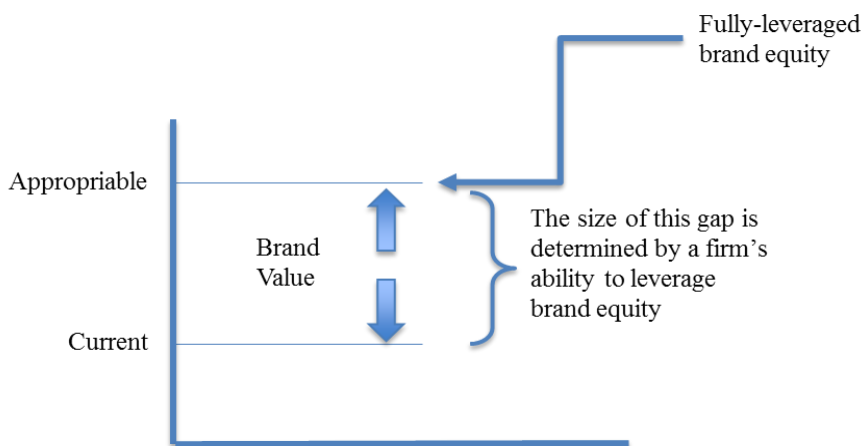 Fully-leveraged
brand equity
Appropriable
Brand
Value
The size of this gap is
determined by a firm’s
ability to leverage
brand equity
Current